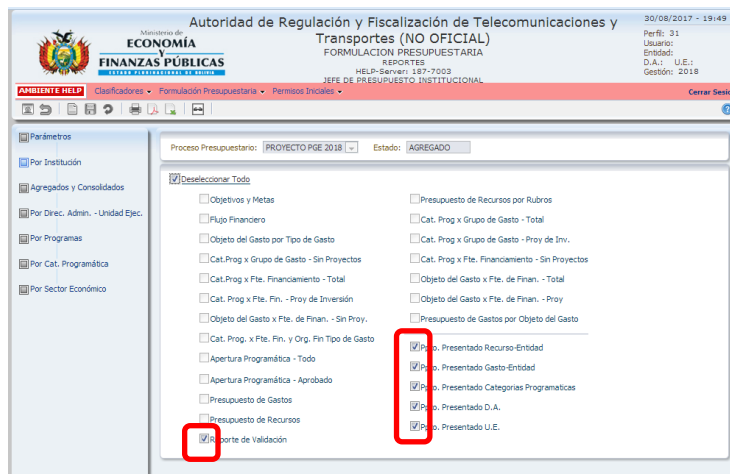 Ministerio de
ECONOMÍA
Y
FINANZAS PÚBLICAS
ESTADO PLURINACIONAL DE BOLIVIA
Autoridad de Regulación y Fiscalización de Telecomunicaciones y
Transportes (NO OFICIAL)
FORMULACION PRESUPUESTARIA
REPORTES
HELP-Server: 187-7003
JEFE DE PRESUPUESTO INSTITUCIONAL
30/08/2017 - 19:49
Perfil: 31
Usuario:
Entidad:
D.A.: U.E.:
Gestión: 2018
AMBIENTE HELP Clasificadores Formulación Presupuestaria Permisos Iniciales Cerrar Sesió
Parámetros
Por Institución
Agregados y Consolidados
Por Direc. Admin. - Unidad Ejec.
Por Programas
Por Cat. Programática
Por Sector Económico
Proceso Presupuestario: PROYECTO PGE 2018 Estado: AGREGADO
Deseleccionar Todo
Objetivos y Metas
Flujo Financiero
Objeto del Gasto por Tipo de Gasto
Cat.Prog x Grupo de Gasto - Sin Proyectos
Cat.Prog x Fte. Financiamiento - Total
Cat. Prog x Fte. Fin. - Proy de Inversión
Objeto del Gasto x Fte. de Finan. - Sin Proy.
Cat. Prog. x Fte. Fin. y Org. Fin Tipo de Gasto
Apertura Programática - Todo
Apertura Programática - Aprobado
Presupuesto de Gastos
Presupuesto de Recursos
Reporte de Validación
Presupuesto de Recursos por Rubros
Cat. Prog x Grupo de Gasto - Total
Cat. Prog x Grupo de Gasto - Proy de Inv.
Cat. Prog x Fte. Financiamiento - Sin Proyectos
Objeto del Gasto x Fte. de Finan. - Total
Objeto del Gasto x Fte. de Finan. - Proy
Presupuesto de Gastos por Objeto del Gasto
Ppto. Presentado Recurso-Entidad
Ppto. Presentado Gasto-Entidad
Ppto. Presentado Categorias Programaticas
Ppto. Presentado D.A.
Ppto. Presentado U.E.